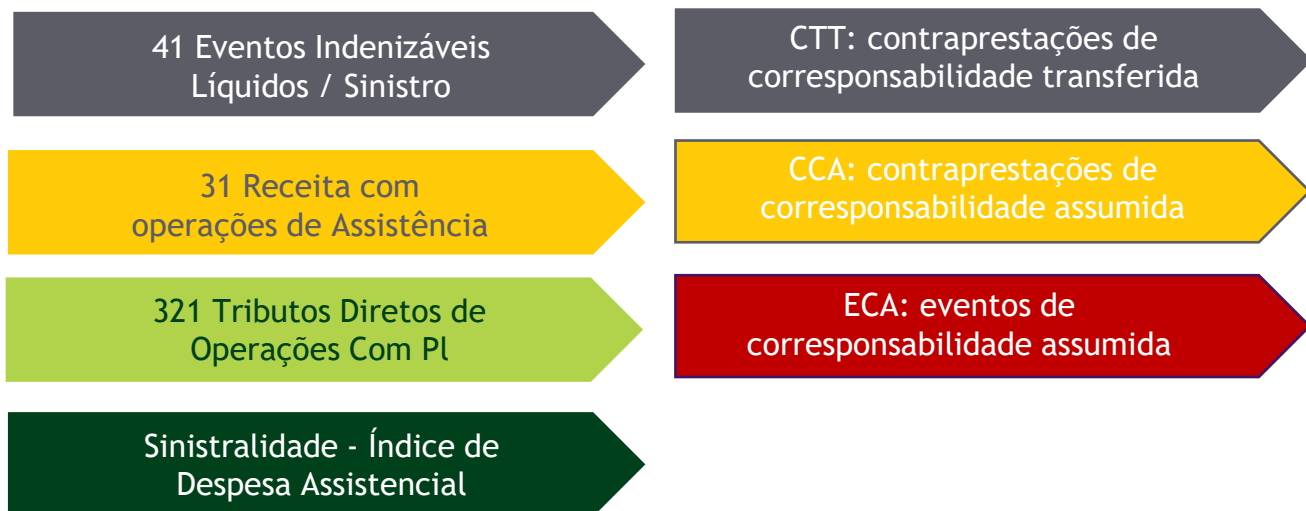 41 Eventos Indenizáveis
Líquidos / Sinistro
31 Receita com
operações de Assistência
321 Tributos Diretos de
Operações Com Pl
Sinistralidade - Índice de
Despesa Assistencial
CTT: contraprestações de
corresponsabilidade transferida
CCA: contraprestações de
corresponsabilidade assumida
ECA: eventos de
corresponsabilidade assumida